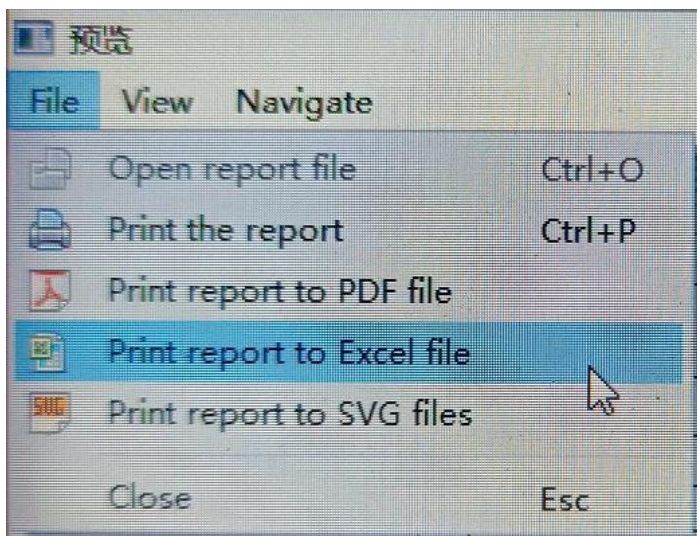 预览
File View Navigate
Open report file Ctrl+O
Print the report Ctrl+P
Print report to PDF file
Print report to Excel file
SVG Print report to SVG files
Close Esc